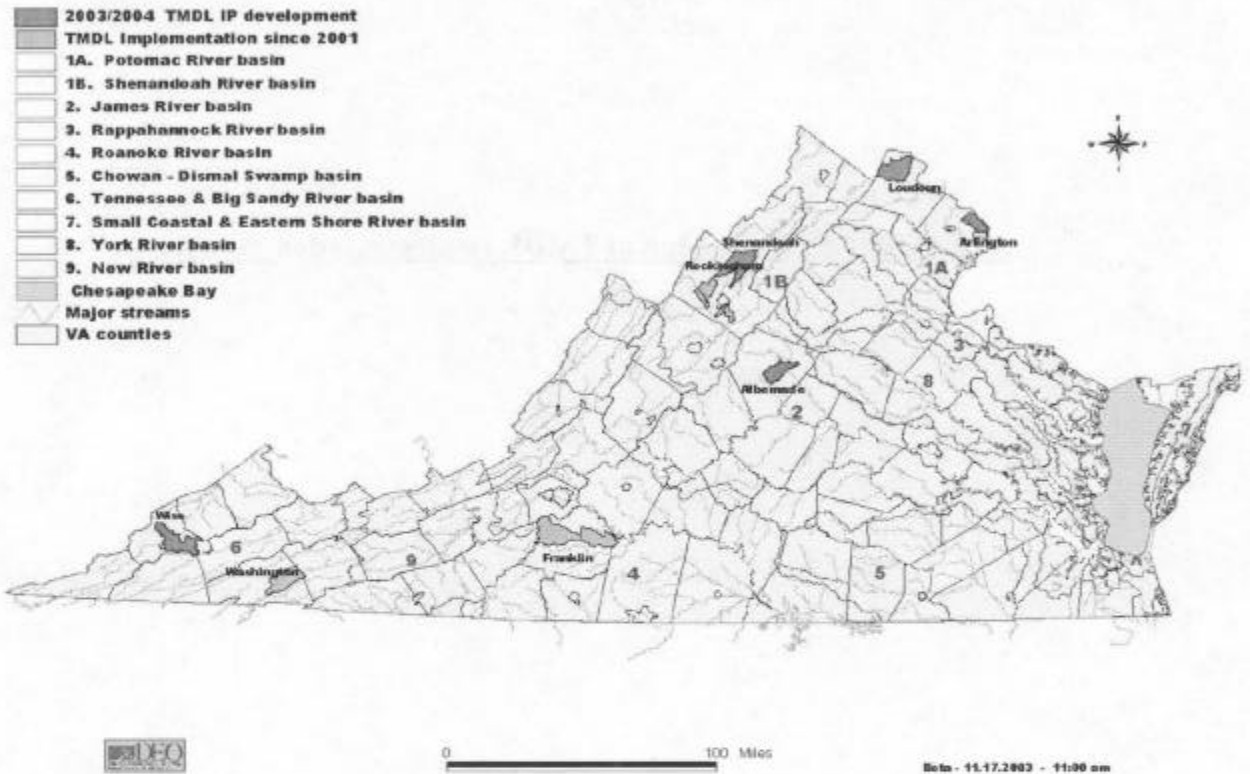 2003/2004 TMDL IP development
TMDL Implementation since 2001
1A. Potomac River basin
1B. Shenandoah River basin
2. James River basin
3. Rappahannock River basin
4. Roanoke River basin
5. Chowan - Dismal Swamp basin
6. Tennessee & Big Sandy River basin
7. Small Coastal & Eastern Shore River basin
8. York River basin
9. New River basin
Chesapeake Bay
Major streams
VA counties
Loudoun
Shenandoah
Arlington
Rockingham
1A
1B
3
Albemarle
8
2
7
Wise
6
Franklin
9
Washington
4
5
DEQ
0 100 Miles
Beta - 11.17.2003 - 11:00 am